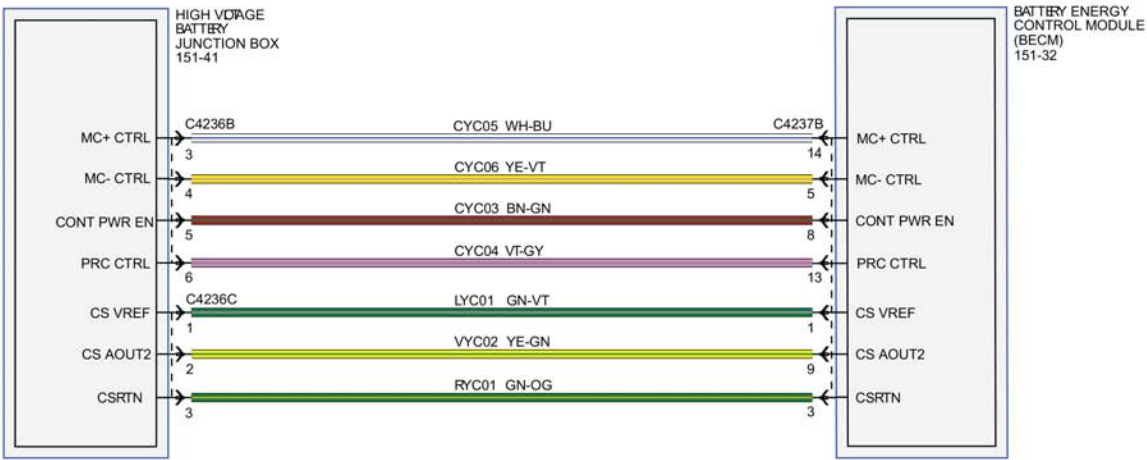 HIGH VOLTAGE
BATTERY
JUNCTION BOX
151-41
BATTERY ENERGY
CONTROL MODULE
(BECM)
151-32
C4236B CYC05 WH-BU C4237B
MC+ CTRL 3 14 MC+ CTRL
CYC06 YE-VT
MC- CTRL 4 5 MC- CTRL
CYC03 BN-GN
CONT PWR EN 5 8 CONT PWR EN
CYC04 VT-GY
PRC CTRL 6 13 PRC CTRL
C4236C LYC01 GN-VT
CS VREF 1 1 CS VREF
VYC02 YE-GN
CS AOUT2 2 9 CS AOUT2
RYC01 GN-OG
CSRTN 3 3 CSRTN